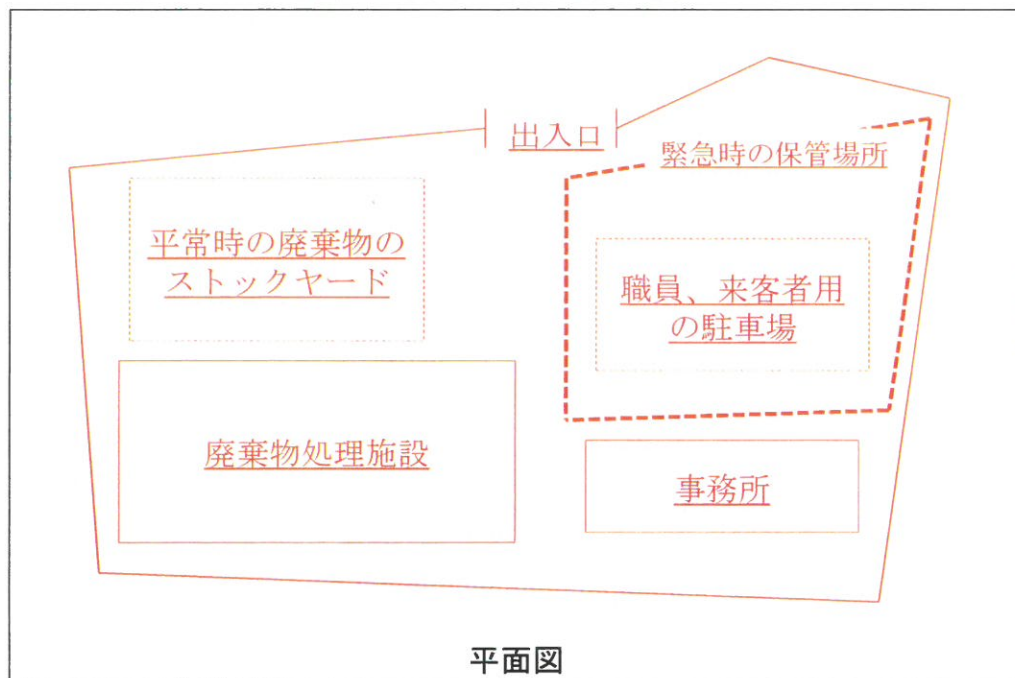 出入口
緊急時の保管場所
平常時の廃棄物の
ストックヤード
職員、来客者用
の駐車場
廃棄物処理施設
事務所
平面図